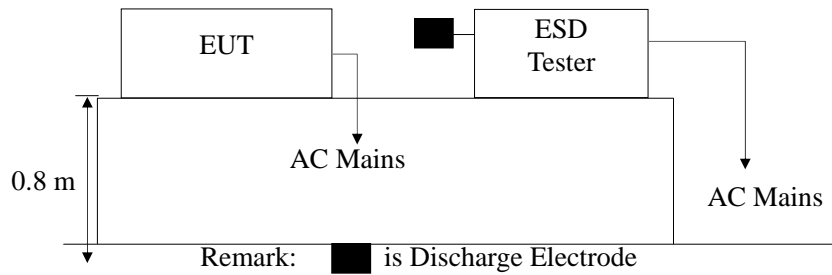 EUT
ESD
Tester
AC Mains
0.8 m
AC Mains
Remark: is Discharge Electrode